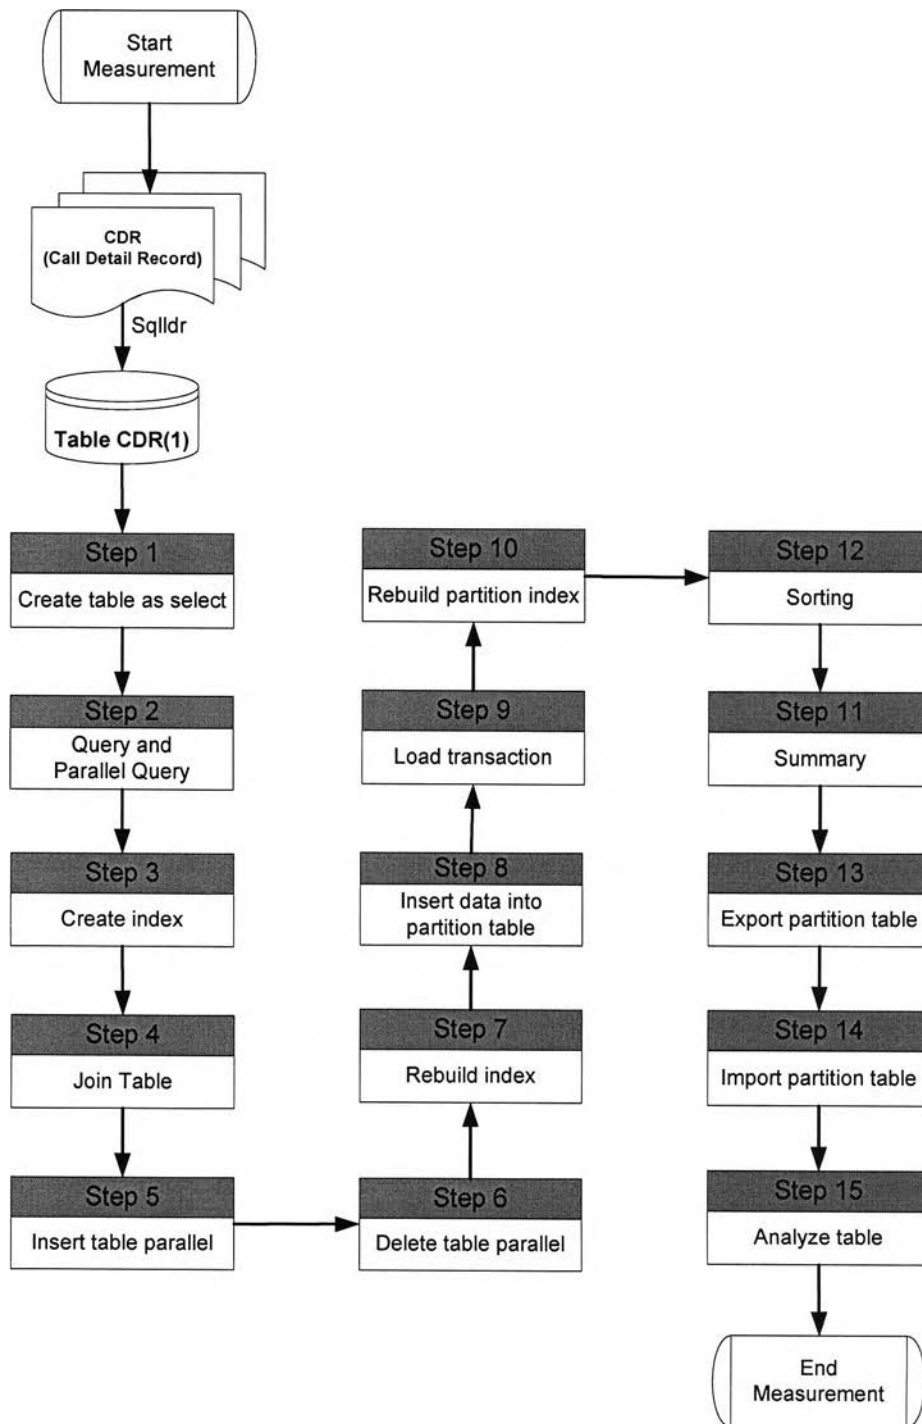 Start
Measurement
CDR
(Call Detail Record)
Sqlldr
Table CDR(1)
Step 1
Create table as select
Step 2
Query and
Parallel Query
Step 3
Create index
Step 4
Join Table
Step 5
Insert table parallel
Step 6
Delete table parallel
Step 7
Rebuild index
Step 8
Insert data into
partition table
Step 9
Load transaction
Step 10
Rebuild partition index
Step 12
Sorting
Step 11
Summary
Step 13
Export partition table
Step 14
Import partition table
Step 15
Analyze table
End
Measurement